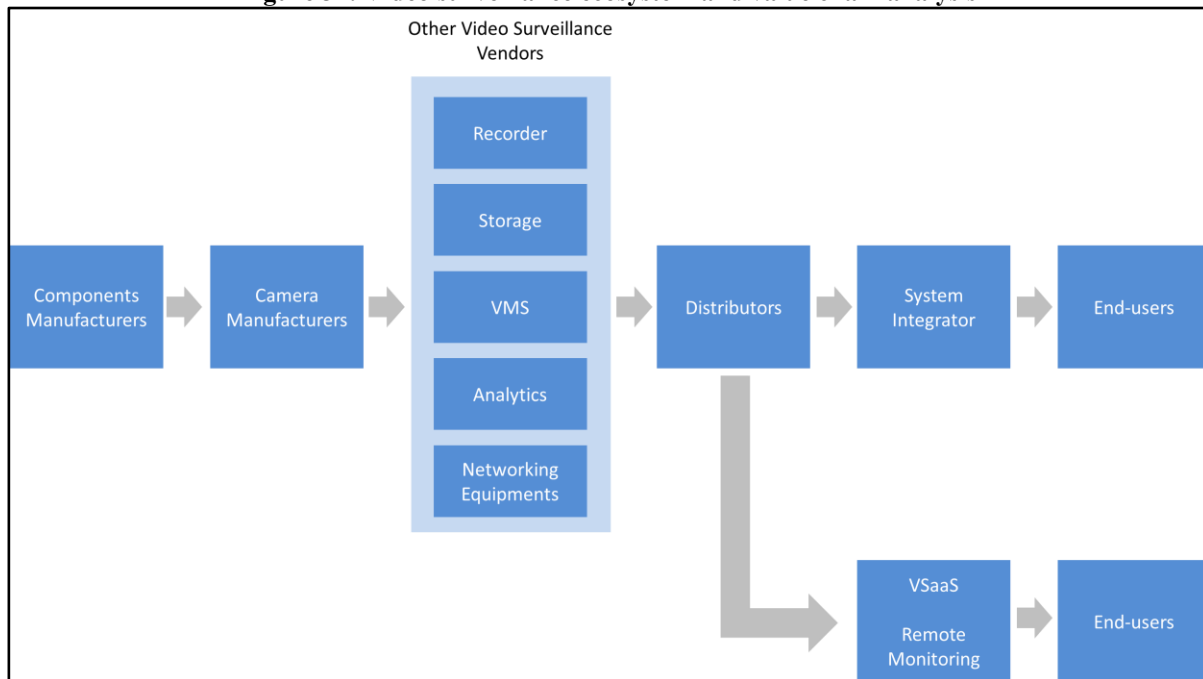 Other Video Surveillance
Vendors
Recorder
Storage
VMS
Analytics
Networking
Equipments
Components
Manufacturers
Camera
Manufacturers
Distributors
System
Integrator
End-users
VSaaS
Remote
Monitoring
End-users